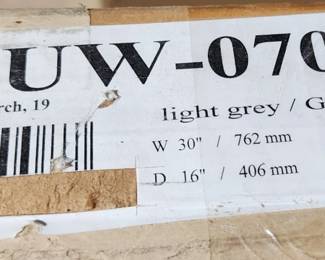 UW-070
rch, 19
light grey / G
W 30" / 762 mm
D 16" / 406 mm